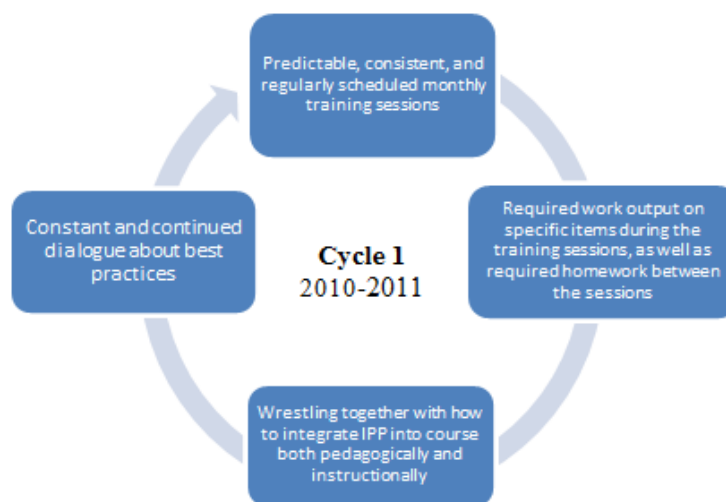 Predictable, consistent, and
regularly scheduled monthly
training sessions
Required work output on
specific items during the
training sessions, as well as
required homework between
the sessions
Wrestling together with how
to integrate IPP into course
both pedagogically and
instructionally
Constant and continued
dialogue about best
practices
Cycle 1
2010-2011